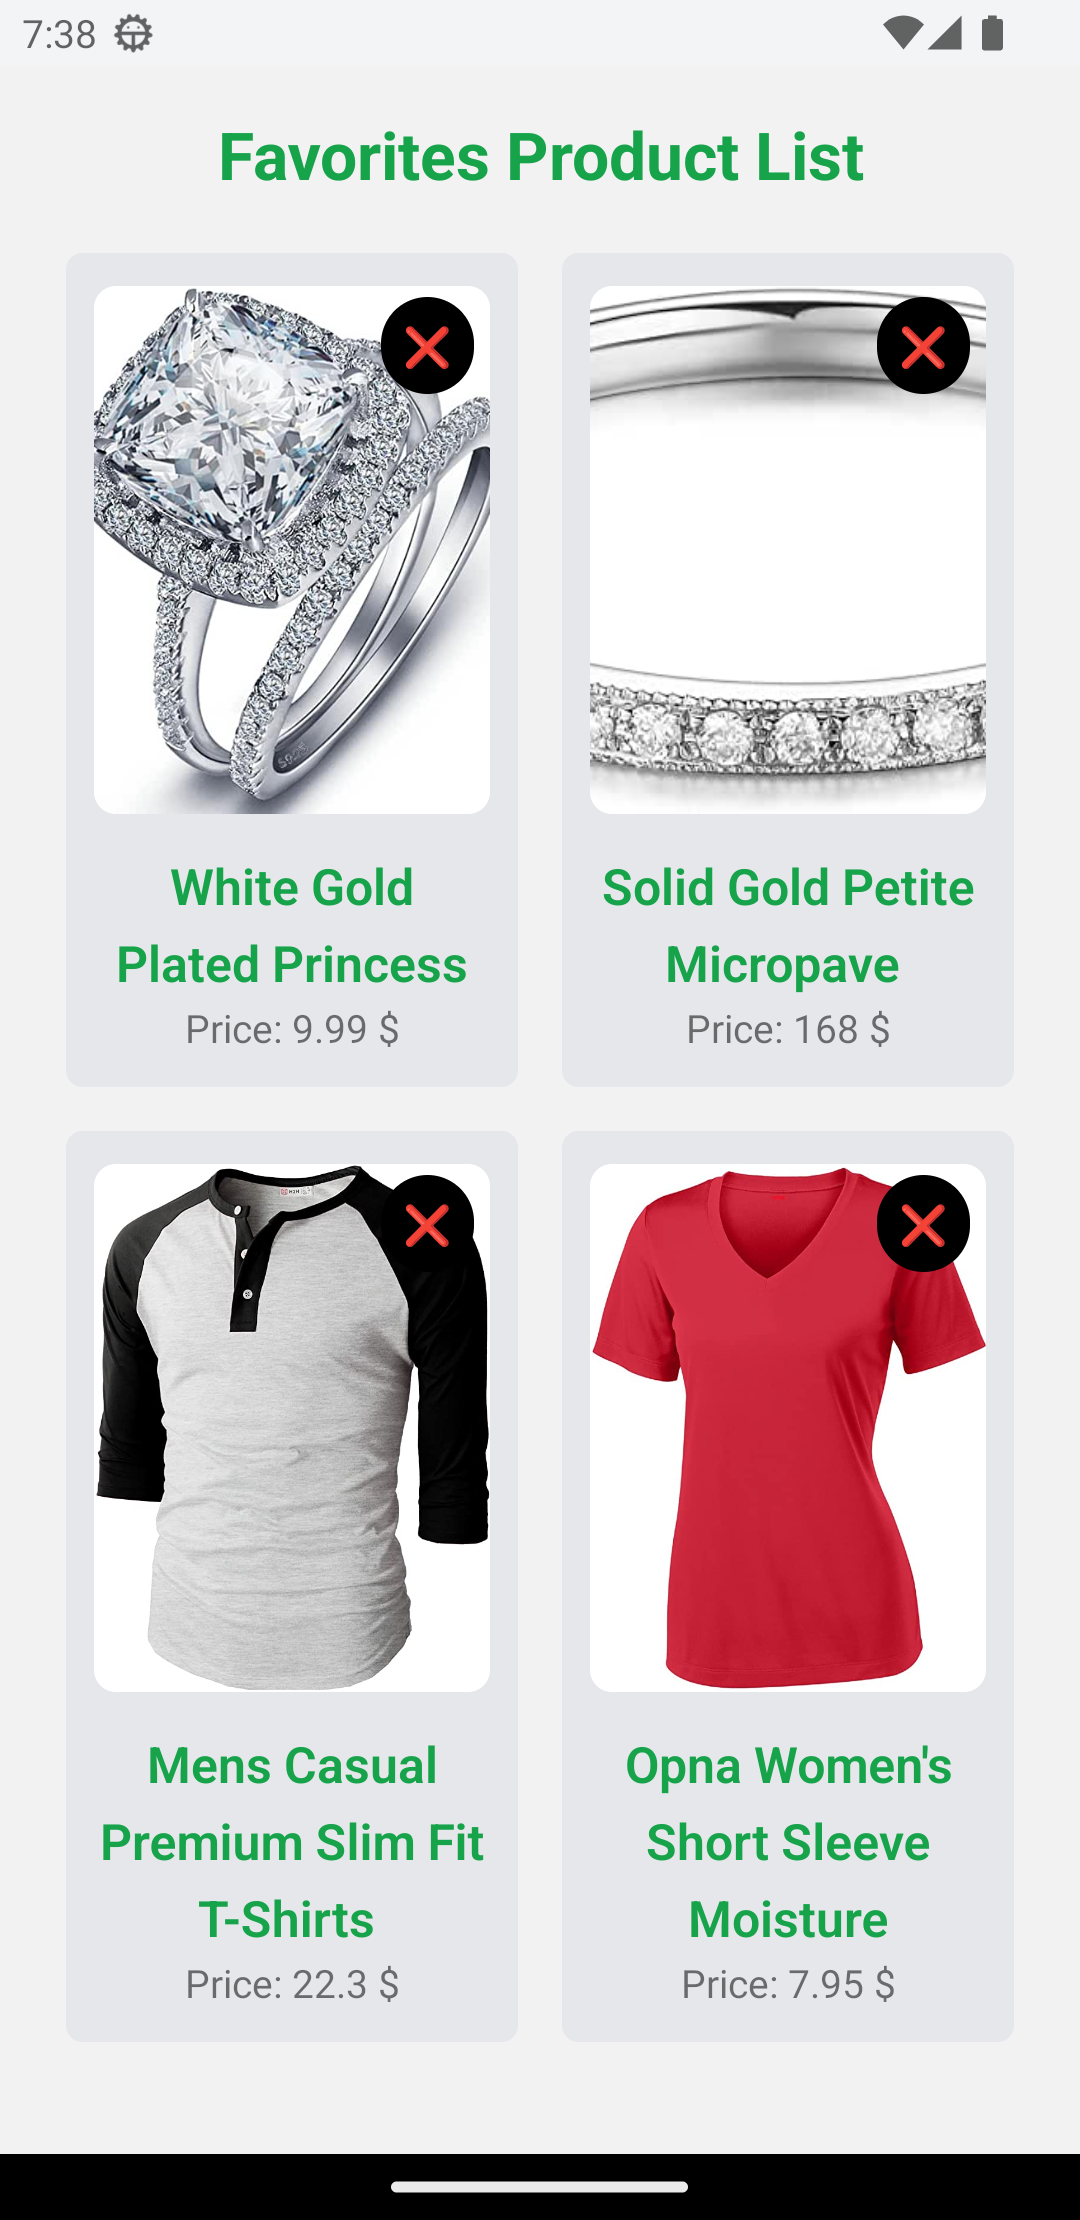 7:38
Favorites Product List
White Gold
Plated Princess
Price: 9.99 $
Solid Gold Petite
Micropave
Price: 168 $
Mens Casual
Premium Slim Fit
T-Shirts
Price: 22.3 $
Opna Women's
Short Sleeve
Moisture
Price: 7.95 $